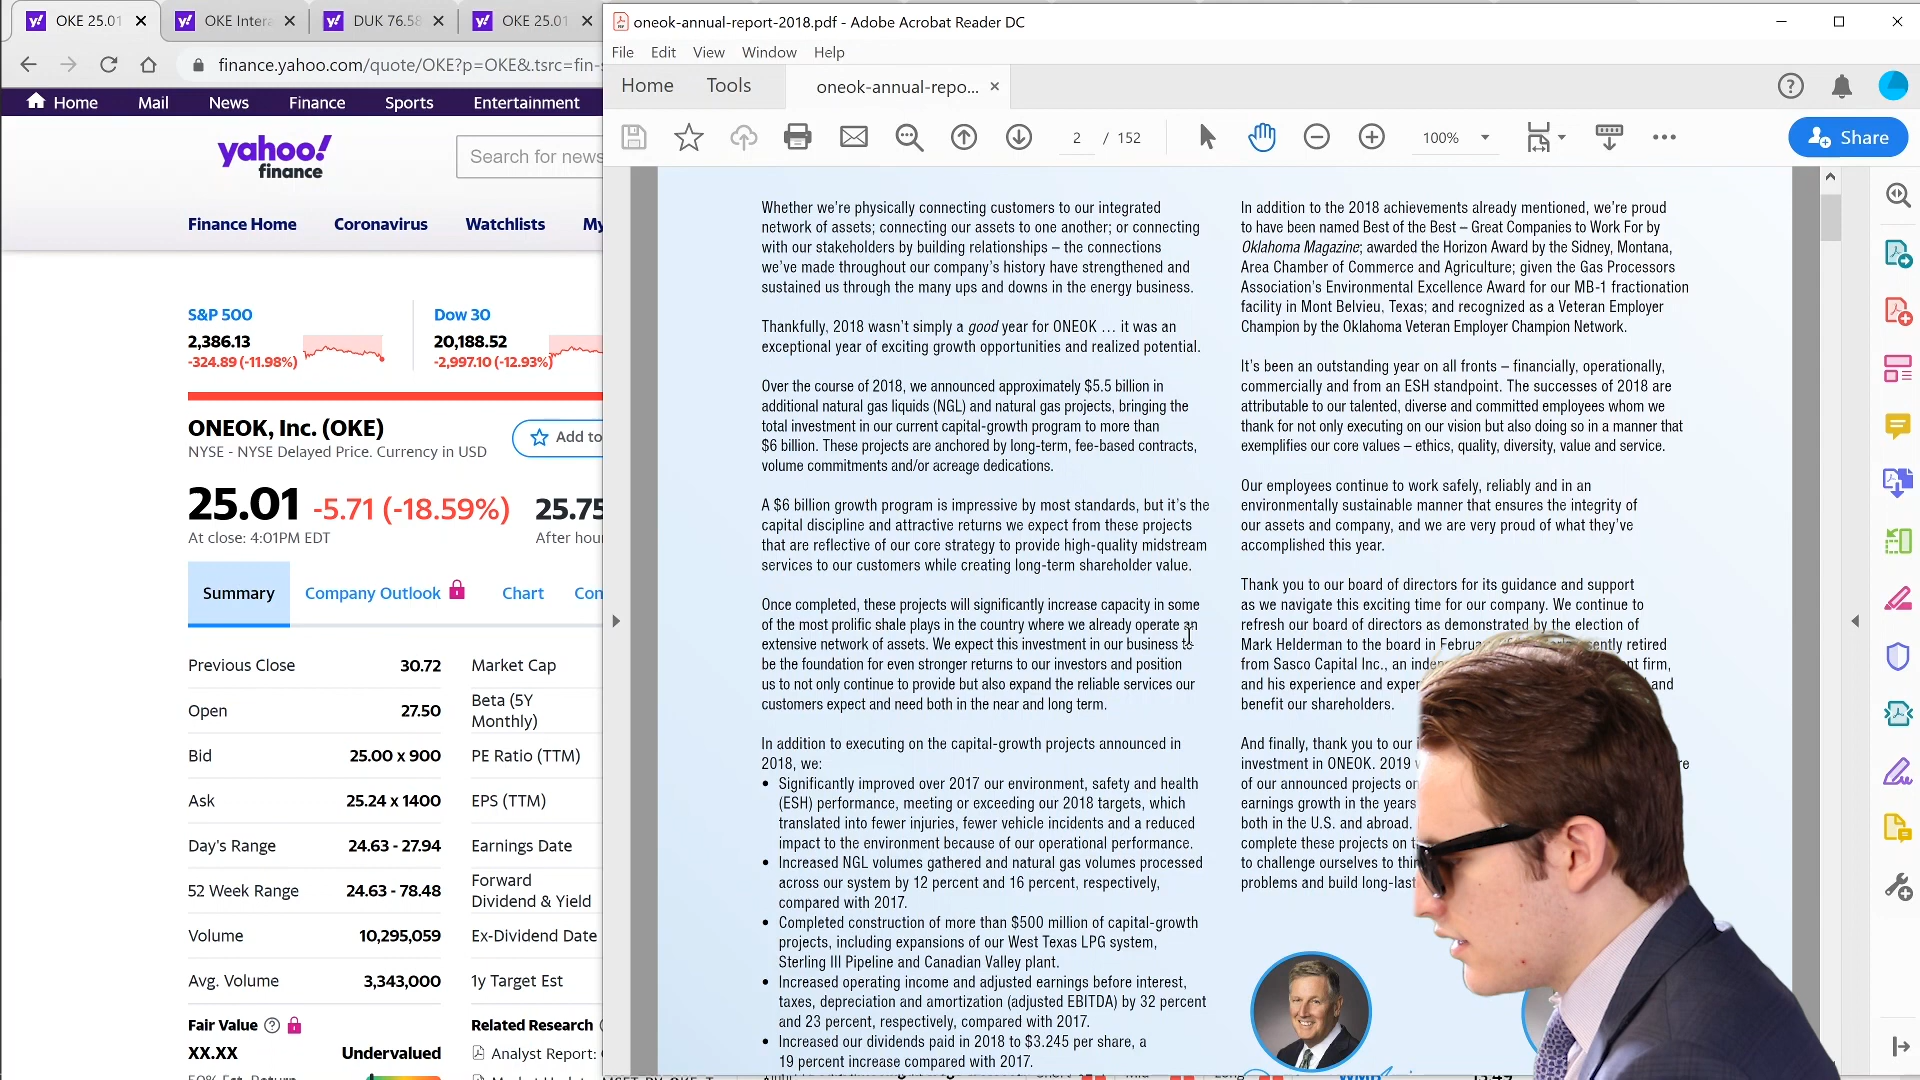 OKE 25.01
OKE Intera
DUK 76.58
OKE 25.01
oneok-annual-report-2018.pdf - Adobe Acrobat Reader DC
File Edit View Window Help
finance.yahoo.com/quote/OKE?p=OKE&.tsrc=fin-s
Home Tools oneok-annual-repo...
Home Mail News Finance Sports Entertainment
2 / 152
100%
Share
yahoo!
finance
Search for news
Finance Home Coronavirus Watchlists My
S&P 500
2,386.13
-324.89 (-11.98%)
Dow 30
20,188.52
-2,997.10 (-12.93%)
ONEOK, Inc. (OKE)
NYSE - NYSE Delayed Price. Currency in USD
Add to
25.01 -5.71 (-18.59%)
At close: 4:01PM EDT
25.75
After hou
Summary Company Outlook Chart Con
Previous Close 30.72
Open 27.50
Bid 25.00 x 900
Ask 25.24 x 1400
Day's Range 24.63 - 27.94
52 Week Range 24.63 - 78.48
Volume 10,295,059
Avg. Volume 3,343,000
Market Cap
Beta (5Y
Monthly)
PE Ratio (TTM)
EPS (TTM)
Earnings Date
Forward
Dividend & Yield
Ex-Dividend Date
1y Target Est
Fair Value
XX.XX Undervalued
50% Est. Return
Related Research
Analyst Report:
Whether we're physically connecting customers to our integrated
network of assets; connecting our assets to one another; or connecting
with our stakeholders by building relationships – the connections
we've made throughout our company's history have strengthened and
sustained us through the many ups and downs in the energy business.
Thankfully, 2018 wasn't simply a good year for ONEOK … it was an
exceptional year of exciting growth opportunities and realized potential.
Over the course of 2018, we announced approximately $5.5 billion in
additional natural gas liquids (NGL) and natural gas projects, bringing the
total investment in our current capital-growth program to more than
$6 billion. These projects are anchored by long-term, fee-based contracts,
volume commitments and/or acreage dedications.
A $6 billion growth program is impressive by most standards, but it's the
capital discipline and attractive returns we expect from these projects
that are reflective of our core strategy to provide high-quality midstream
services to our customers while creating long-term shareholder value.
Once completed, these projects will significantly increase capacity in some
of the most prolific shale plays in the country where we already operate an
extensive network of assets. We expect this investment in our business to
be the foundation for even stronger returns to our investors and position
us to not only continue to provide but also expand the reliable services our
customers expect and need both in the near and long term.
In addition to executing on the capital-growth projects announced in
2018, we:
• Significantly improved over 2017 our environment, safety and health
(ESH) performance, meeting or exceeding our 2018 targets, which
translated into fewer injuries, fewer vehicle incidents and a reduced
impact to the environment because of our operational performance.
• Increased NGL volumes gathered and natural gas volumes processed
across our system by 12 percent and 16 percent, respectively,
compared with 2017.
• Completed construction of more than $500 million of capital-growth
projects, including expansions of our West Texas LPG system,
Sterling III Pipeline and Canadian Valley plant.
• Increased operating income and adjusted earnings before interest,
taxes, depreciation and amortization (adjusted EBITDA) by 32 percent
and 23 percent, respectively, compared with 2017.
• Increased our dividends paid in 2018 to $3.245 per share, a
19 percent increase compared with 2017.
In addition to the 2018 achievements already mentioned, we're proud
to have been named Best of the Best – Great Companies to Work For by
Oklahoma Magazine; awarded the Horizon Award by the Sidney, Montana,
Area Chamber of Commerce and Agriculture; given the Gas Processors
Association's Environmental Excellence Award for our MB-1 fractionation
facility in Mont Belvieu, Texas; and recognized as a Veteran Employer
Champion by the Oklahoma Veteran Employer Champion Network.
It's been an outstanding year on all fronts – financially, operationally,
commercially and from an ESH standpoint. The successes of 2018 are
attributable to our talented, diverse and committed employees whom we
thank for not only executing on our vision but also doing so in a manner that
exemplifies our core values – ethics, quality, diversity, value and service.
Our employees continue to work safely, reliably and in an
environmentally sustainable manner that ensures the integrity of
our assets and company, and we are very proud of what they've
accomplished this year.
Thank you to our board of directors for its guidance and support
as we navigate this exciting time for our company. We continue to
refresh our board of directors as demonstrated by the election of
Mark Helderman to the board in
from Sasco Capital Inc., an firm,
and his experience and and
benefit our shareholders.
And finally, thank you to our
investment in ONEOK. 2019
of our announced projects
earnings growth in the years
both in the U.S. and abroad.
complete these projects on
to challenge ourselves to
problems and build